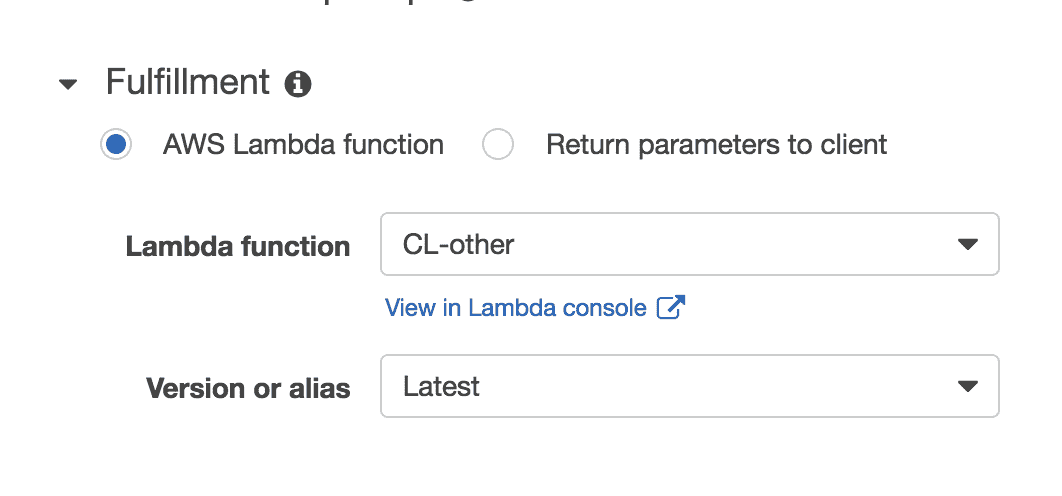 Fulfillment
AWS Lambda function Return parameters to client
Lambda function CL-other
View in Lambda console
Version or alias Latest